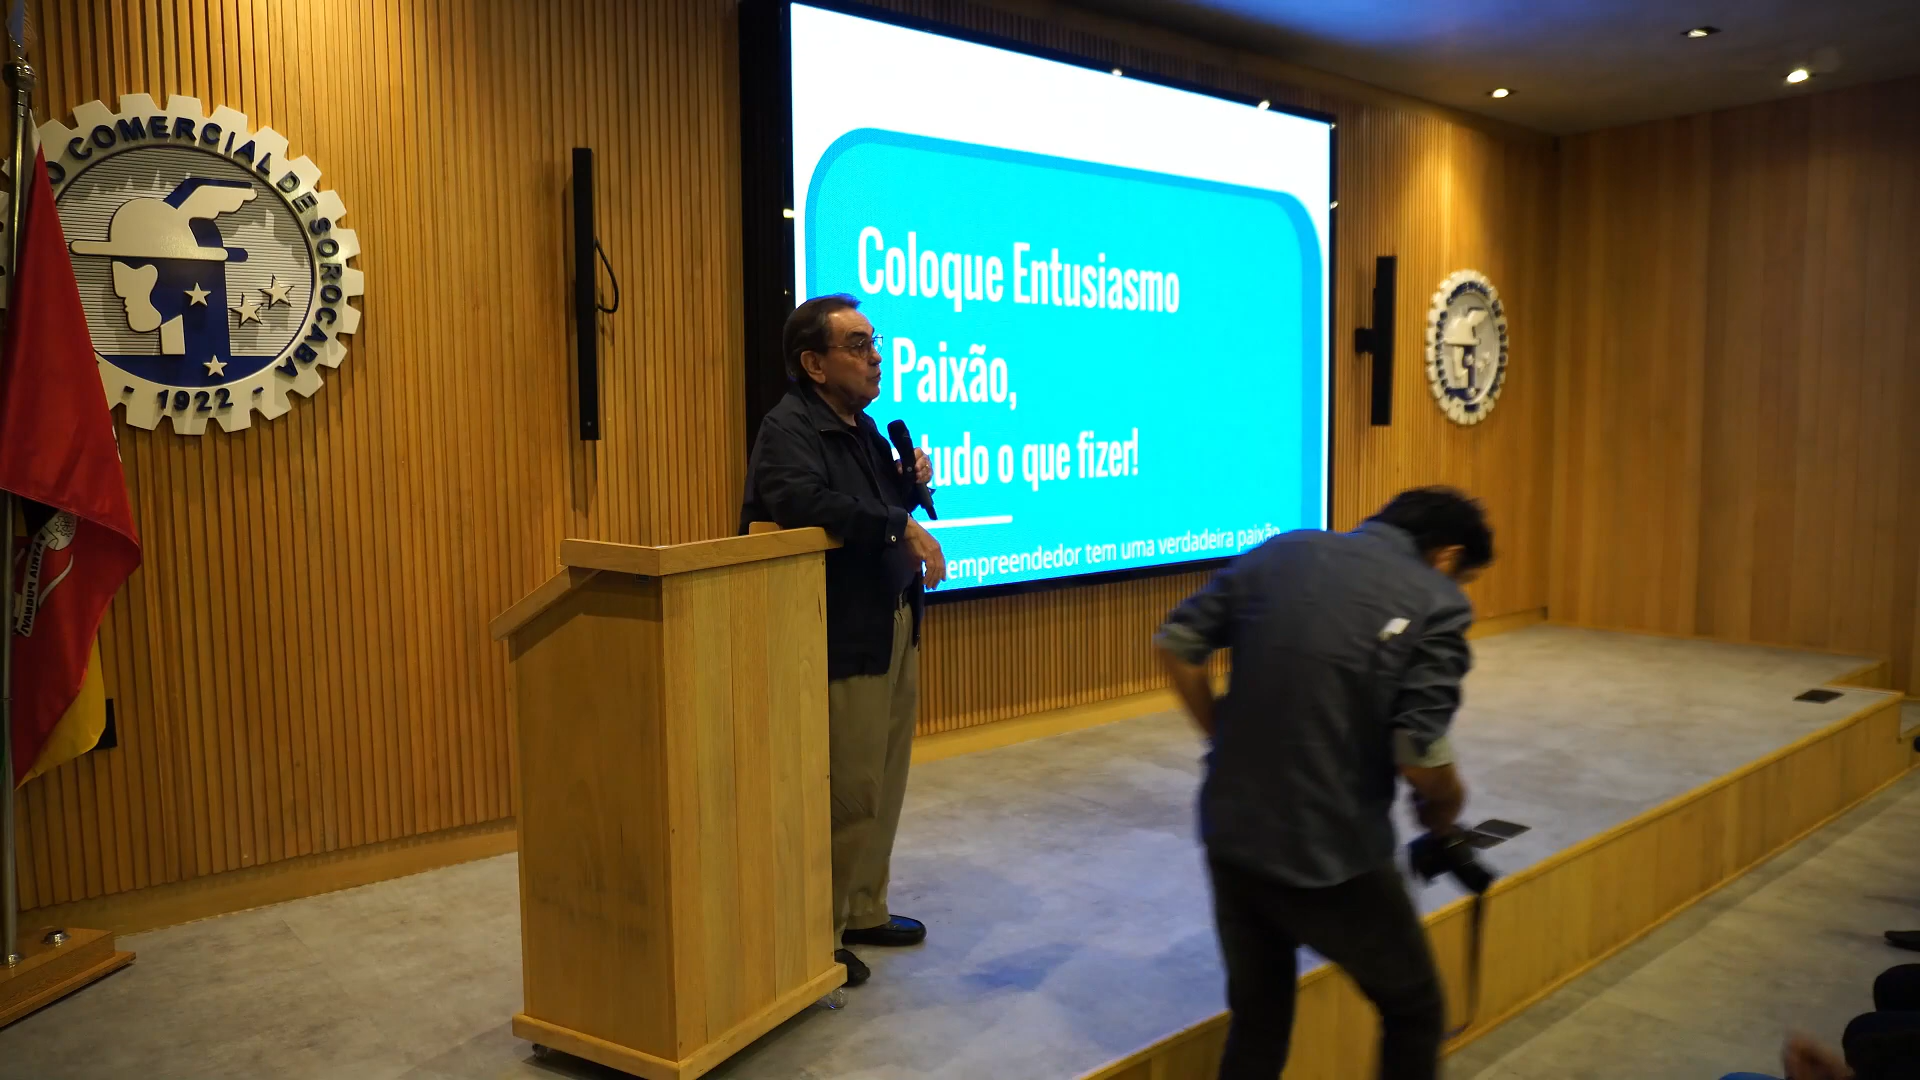 COMERCIAL DE SOROCABA
- 1922 -
Coloque Entusiasmo
Paixão,
tudo o que fizer!
empreendedor tem uma verdadeira paixão